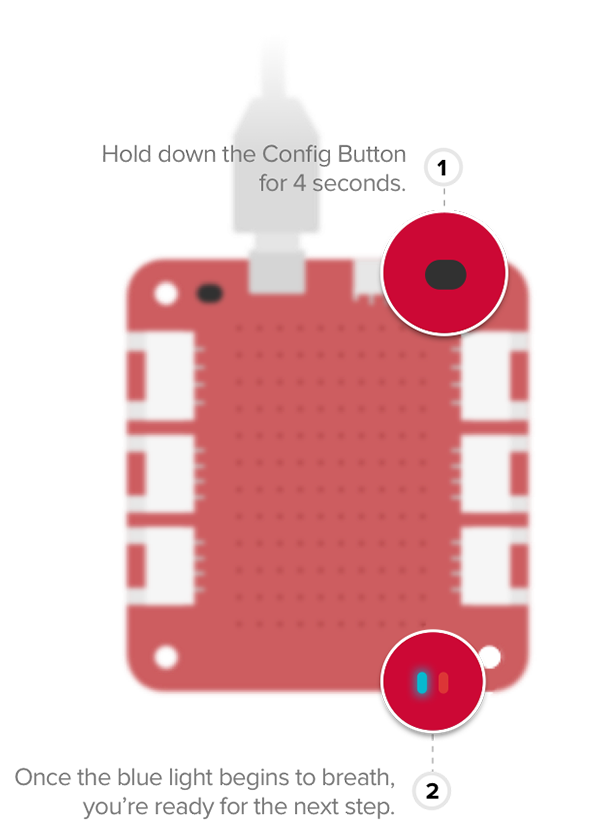 Hold down the Config Button
for 4 seconds.
1
Once the blue light begins to breath,
you're ready for the next step.
2